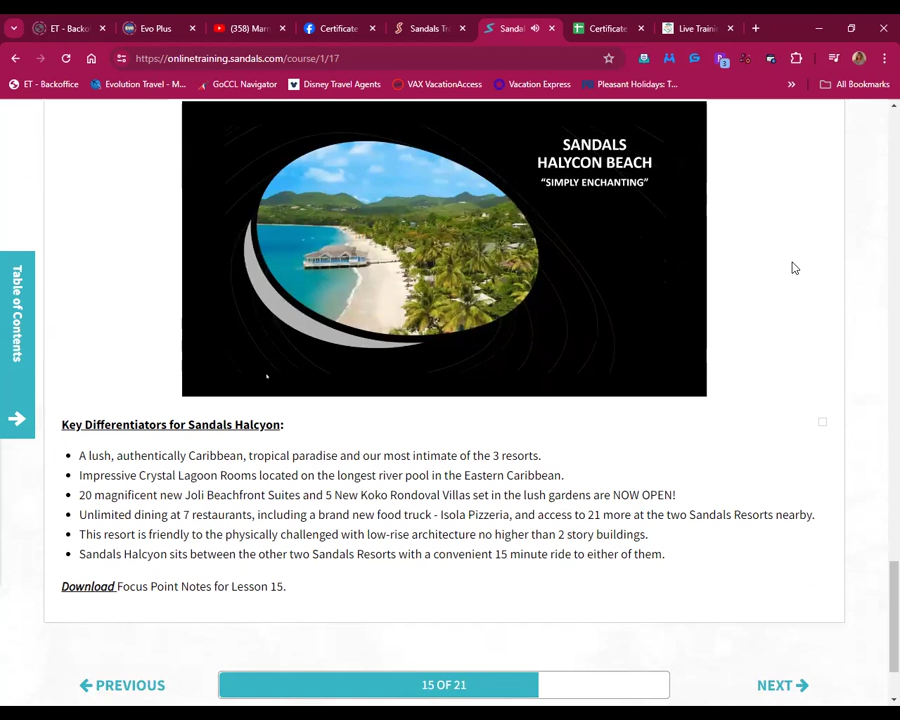 ET - Backo
Evo Plus
(358) Marr
Certificate
Sandals Tr
Sandal
Certificate
Live Trainin
https://onlinetraining.sandals.com/course/1/17
3
ET - Backoffice
Evolution Travel - M...
GoCCL Navigator
Disney Travel Agents
VAX VacationAccess
Vacation Express
Pleasant Holidays: T...
All Bookmarks
SANDALS
HALYCON BEACH
“SIMPLY ENCHANTING”
Table of Contents
Key Differentiators for Sandals Halcyon:
• A lush, authentically Caribbean, tropical paradise and our most intimate of the 3 resorts.
• Impressive Crystal Lagoon Rooms located on the longest river pool in the Eastern Caribbean.
• 20 magnificent new Joli Beachfront Suites and 5 New Koko Rondoval Villas set in the lush gardens are NOW OPEN!
• Unlimited dining at 7 restaurants, including a brand new food truck - Isola Pizzeria, and access to 21 more at the two Sandals Resorts nearby.
• This resort is friendly to the physically challenged with low-rise architecture no higher than 2 story buildings.
• Sandals Halcyon sits between the other two Sandals Resorts with a convenient 15 minute ride to either of them.
Download Focus Point Notes for Lesson 15.
PREVIOUS
15 OF 21
NEXT